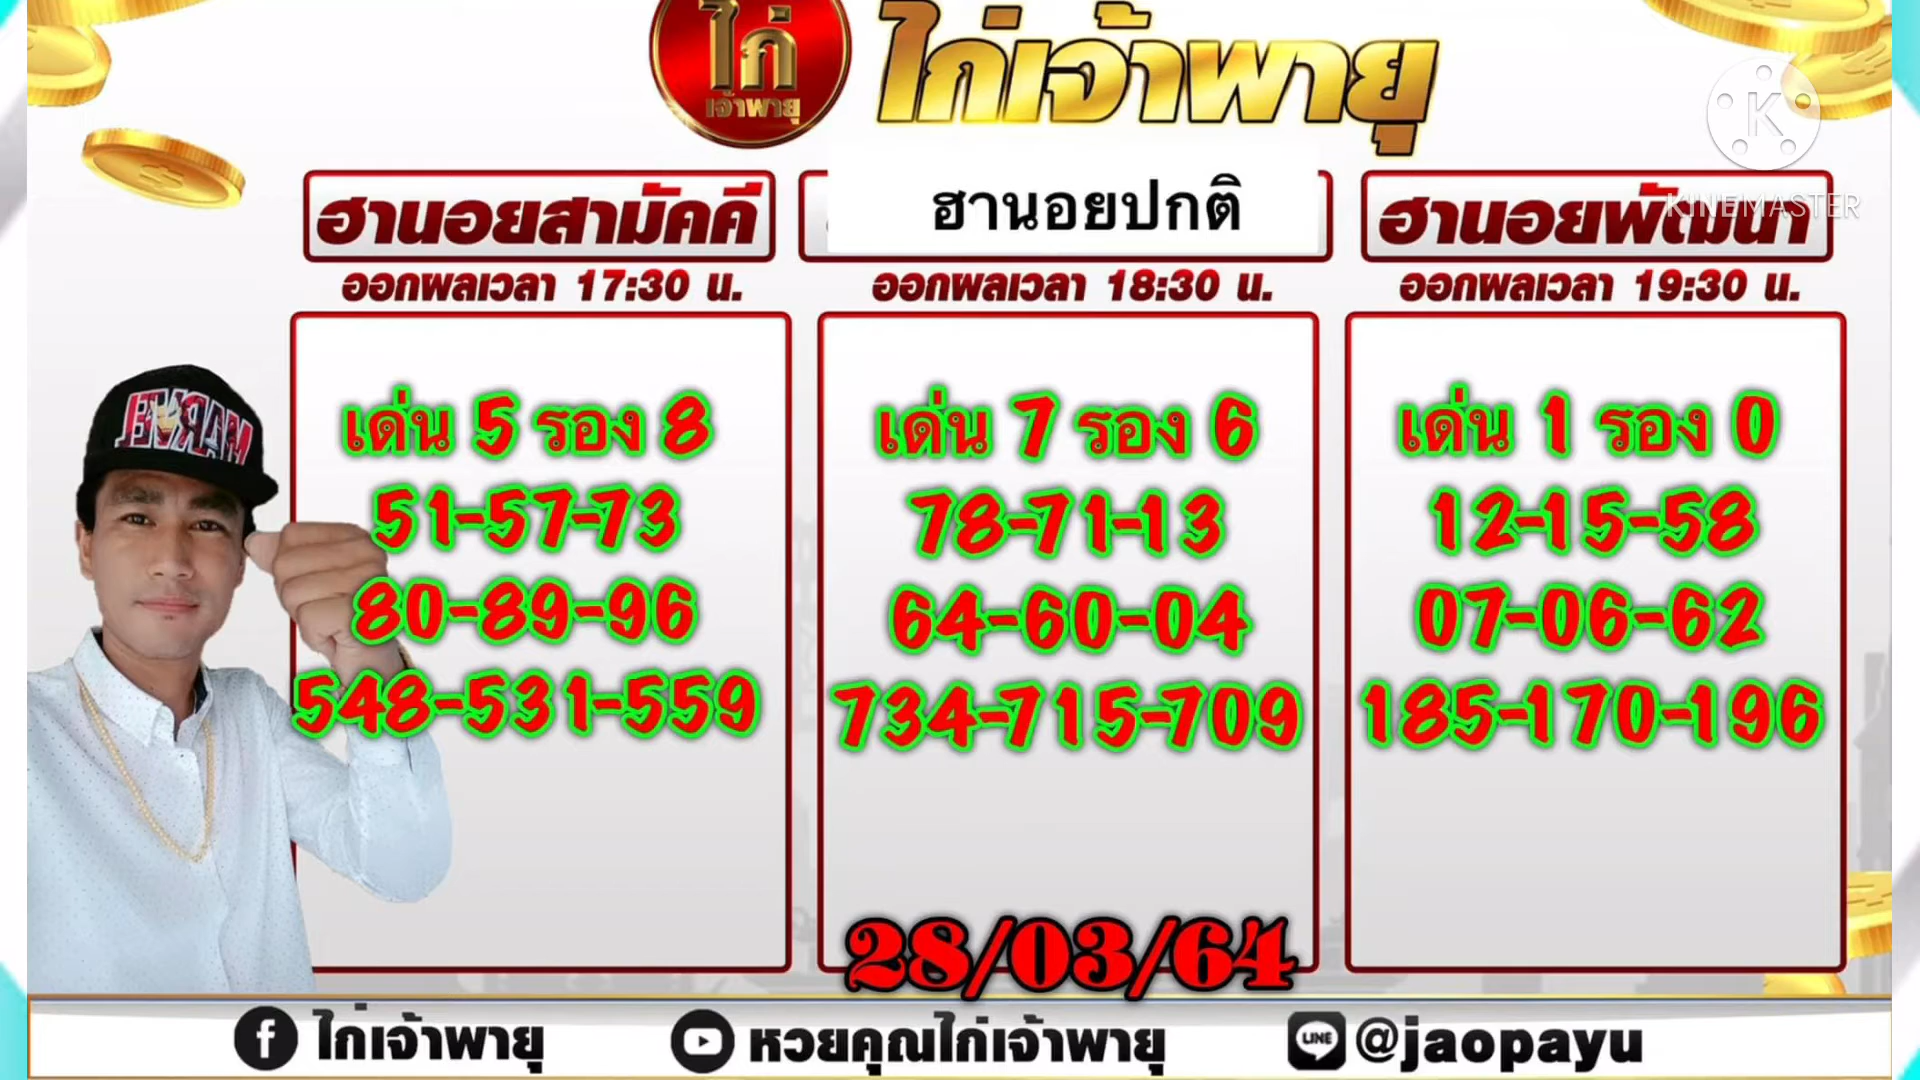 ไก่
เจ้าพายุ
ไก่เจ้าพายุ
K
KINEMASTER
ฮานอยสามัคคี
ออกผลเวลา 17:30 น.
เด่น 5 รอง 8
51-57-73
80-89-96
548-531-559
ฮานอยปกติ
ออกผลเวลา 18:30 น.
เด่น 7 รอง 6
78-71-13
64-60-04
734-715-709
ฮานอยพัฒนา
ออกผลเวลา 19:30 น.
เด่น 1 รอง 0
12-15-58
07-06-62
185-170-196
MARVEL
28/03/64
ไก่เจ้าพายุ
หวยคุณไก่เจ้าพายุ
LINE @jaopayu